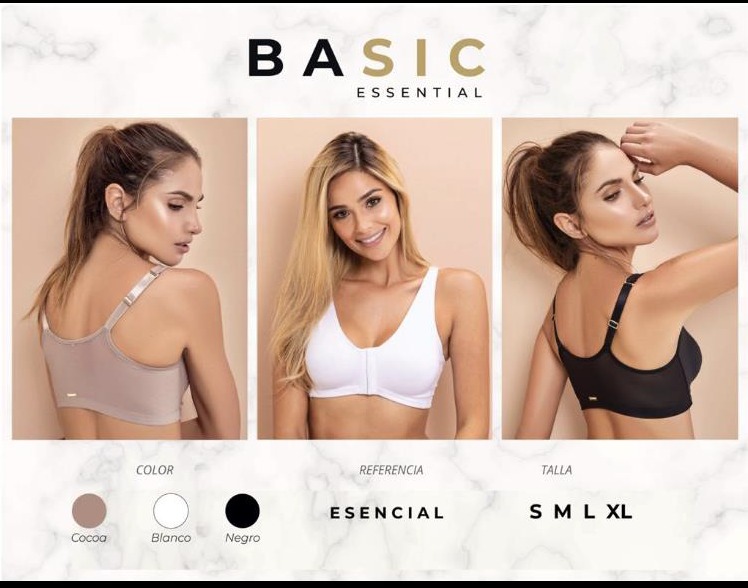 BASIC
ESSENTIAL
COLOR
REFERENCIA
TALLA
Cocoa
Blanco
Negro
ESENCIAL
S M L XL